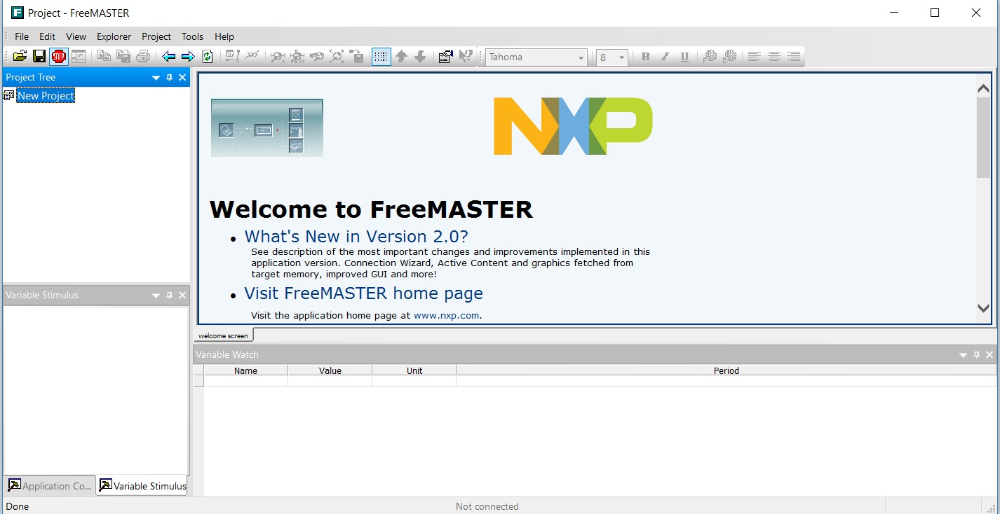 Project - FreeMASTER
File Edit View Explorer Project Tools Help
STOP Tahoma 8 B I U
Project Tree
New Project
NXP
Welcome to FreeMASTER
What's New in Version 2.0?
See description of the most important changes and improvements implemented in this
application version. Connection Wizard, Active Content and graphics fetched from
target memory, improved GUI and more!
Visit FreeMASTER home page
Visit the application home page at www.nxp.com.
welcome screen
Variable Stimulus
Application Co... Variable Stimulus
Variable Watch
Name Value Unit Period
Done Not connected